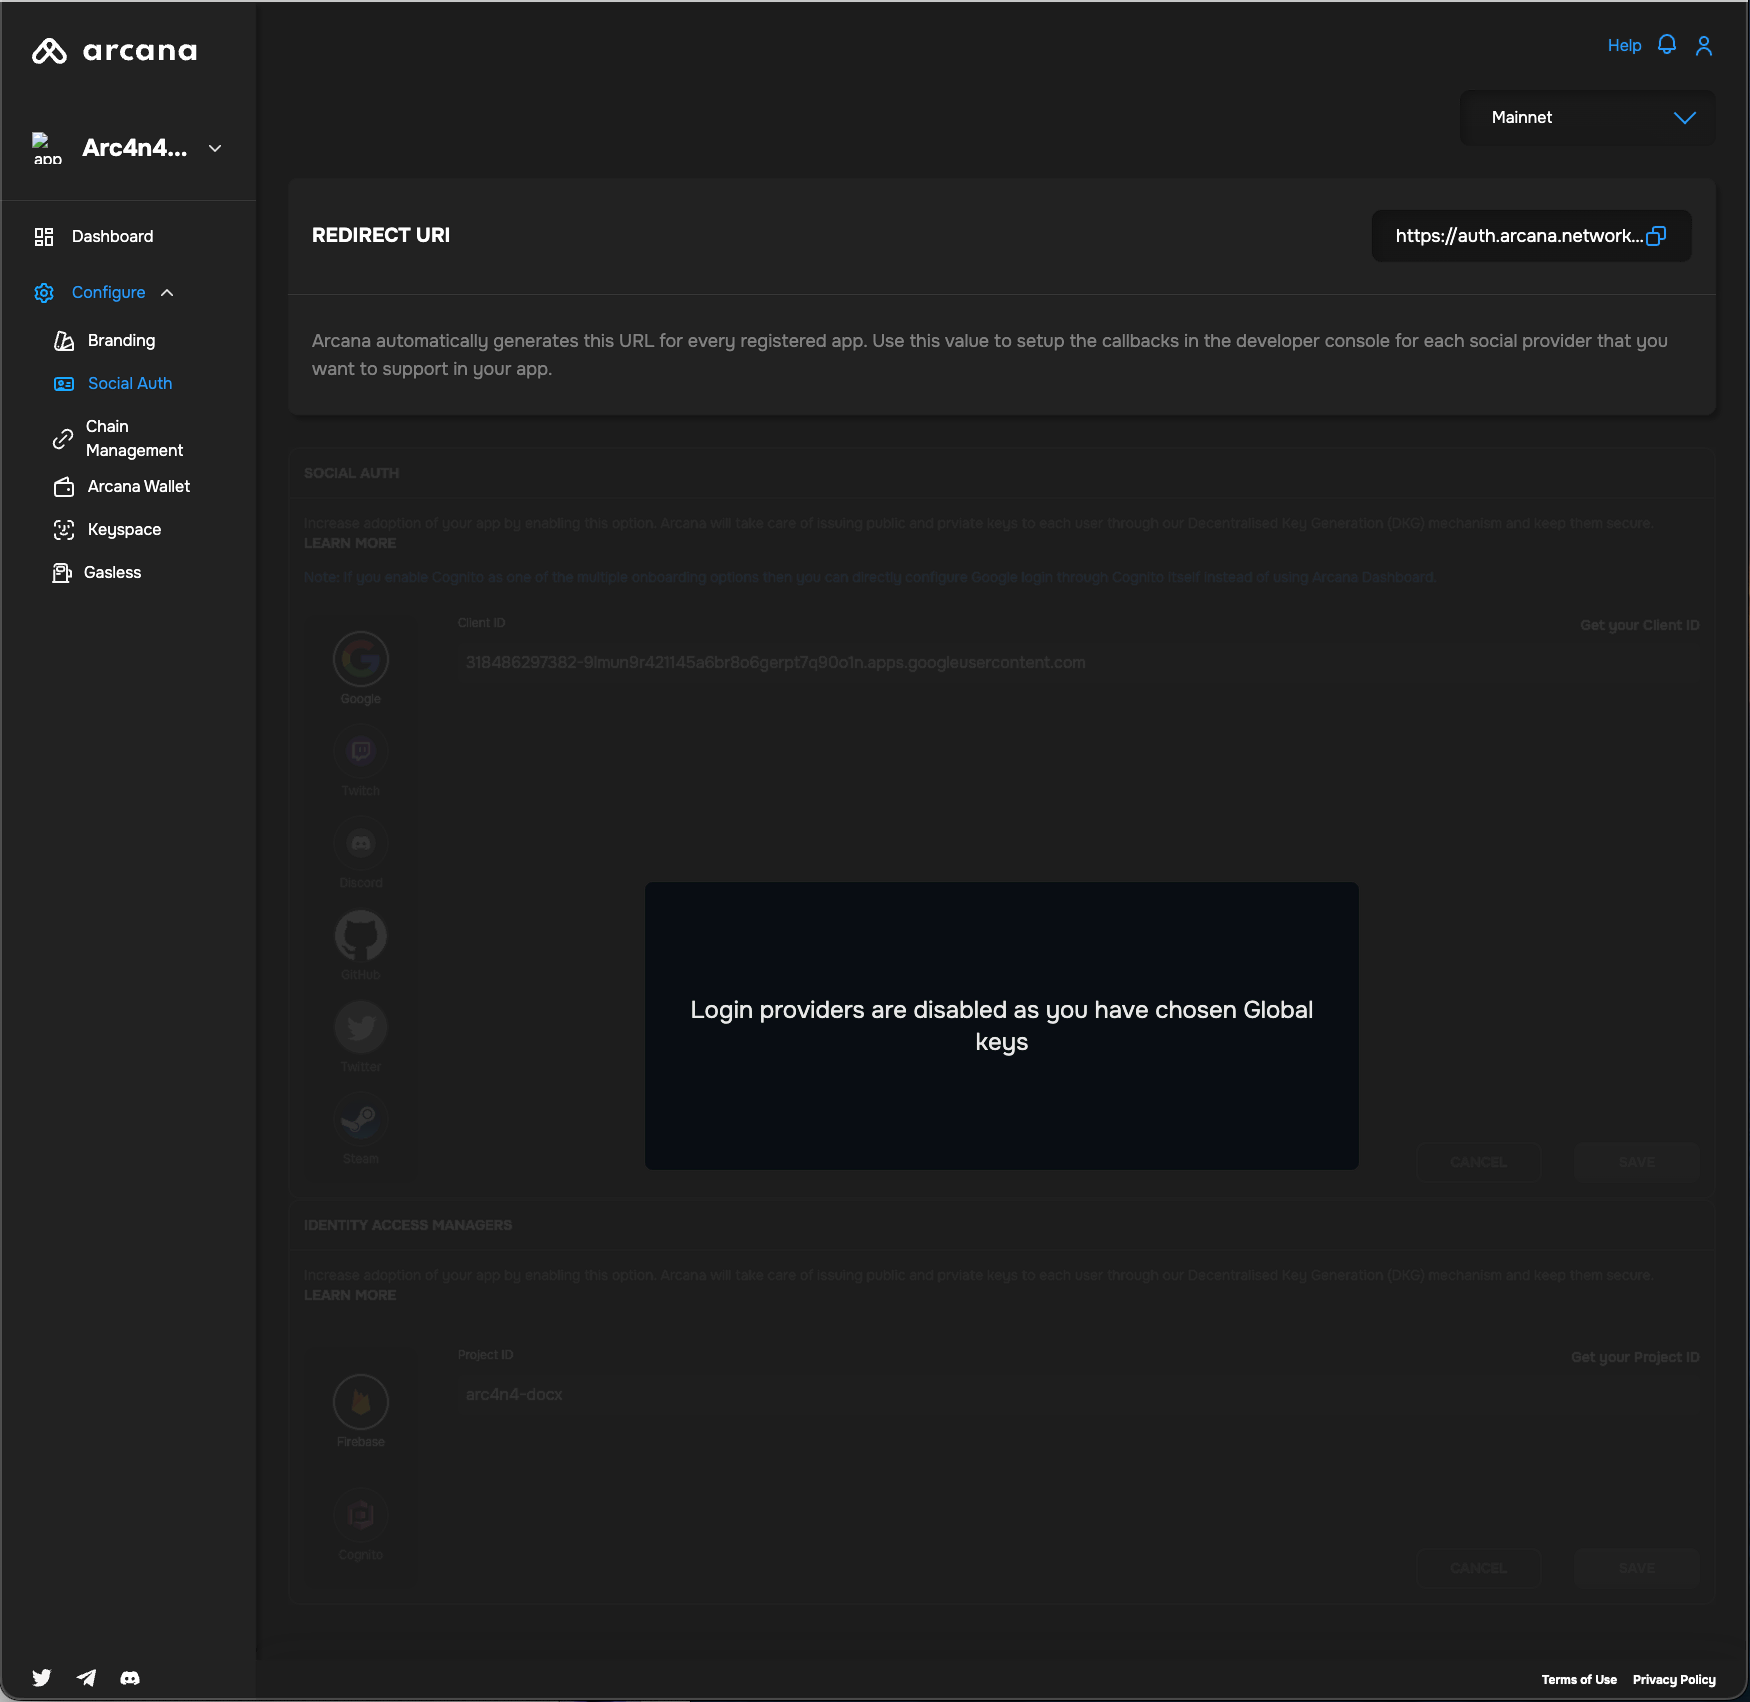 arcana
Help
Mainnet
app
Arc4n4...
REDIRECT URI
https://auth.arcana.network...
Dashboard
Configure
Branding
Social Auth
Chain
Management
Arcana Wallet
Keyspace
Gasless
Arcana automatically generates this URL for every registered app. Use this value to setup the callbacks in the developer console for each social provider that you
want to support in your app.
SOCIAL AUTH
Increase adoption of your app by enabling this option. Arcana will take care of issuing public and prviate keys to each user through our Decentralised Key Generation (DKG) mechanism and keep them secure.
LEARN MORE
Note: If you enable Cognito as one of the multiple onboarding options then you can directly configure Google login through Cognito itself instead of using Arcana Dashboard.
Client ID
Get your Client ID
Google
Twitch
Discord
GitHub
Twitter
Steam
Login providers are disabled as you have chosen Global
keys
CANCEL
SAVE
IDENTITY ACCESS MANAGERS
Increase adoption of your app by enabling this option. Arcana will take care of issuing public and prviate keys to each user through our Decentralised Key Generation (DKG) mechanism and keep them secure.
LEARN MORE
Project ID
Get your Project ID
arc4n4-docx
Firebase
Cognito
CANCEL
SAVE
Terms of Use
Privacy Policy